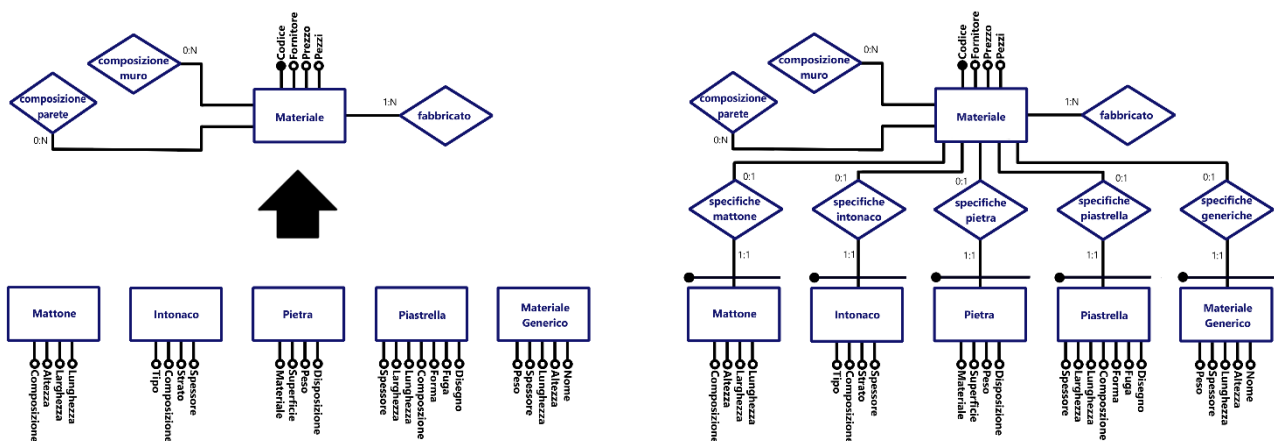 composizione
muro
0:N
Codice
Fornitore
Prezzo
Pezzi
composizione
parete
0:N
Materiale
1:N
fabbricato
Mattone
Composizione
Altezza
Larghezza
Lunghezza
Intonaco
Tipo
Composizione
Strato
Spessore
Pietra
Materiale
Superficie
Peso
Disposizione
Piastrella
Spessore
Larghezza
Lunghezza
Composzione
Forma
Fuga
Disegno
Materiale
Generico
Peso
Spessore
Lunghezza
Altezza
Nome
composizione
muro
0:N
Codice
Fornitore
Prezzo
Pezzi
composizione
parete
0:N
Materiale
1:N
fabbricato
0:1
specifiche
mattone
1:1
0:1
specifiche
intonaco
1:1
0:1
specifiche
pietra
1:1
0:1
specifiche
piastrella
1:1
0:1
specifiche
generiche
1:1
Mattone
Composizione
Altezza
Larghezza
Lunghezza
Intonaco
Tipo
Composizione
Strato
Spessore
Pietra
Materiale
Superficie
Peso
Disposizione
Piastrella
Spessore
Larghezza
Lunghezza
Composzione
Forma
Fuga
Disegno
Materiale
Generico
Peso
Spessore
Lunghezza
Altezza
Nome